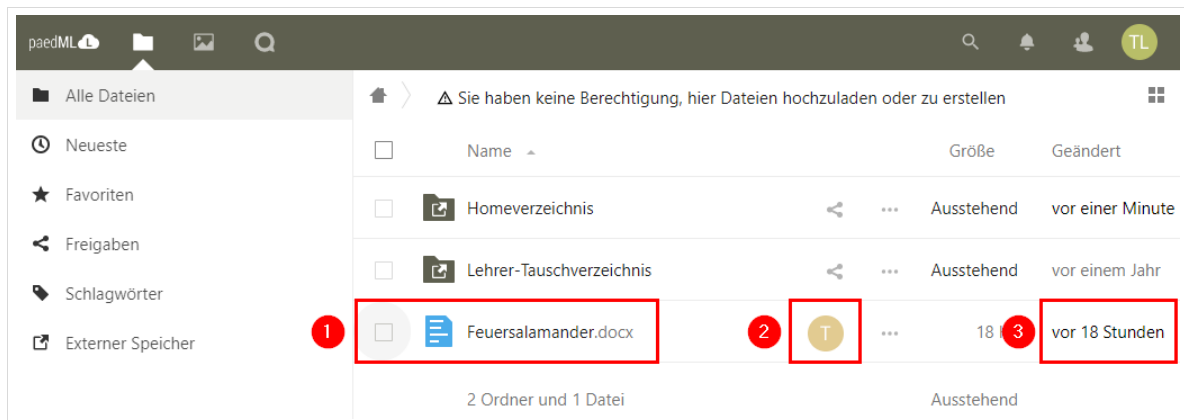 paedML L TL
Alle Dateien
Sie haben keine Berechtigung, hier Dateien hochzuladen oder zu erstellen
Neueste
Name Größe Geändert
Favoriten
Homeverzeichnis Ausstehend vor einer Minute
Freigaben
Lehrer-Tauschverzeichnis Ausstehend vor einem Jahr
Schlagwörter
1 Feuersalamander.docx 2 T 18 3 vor 18 Stunden
Externer Speicher
2 Ordner und 1 Datei Ausstehend